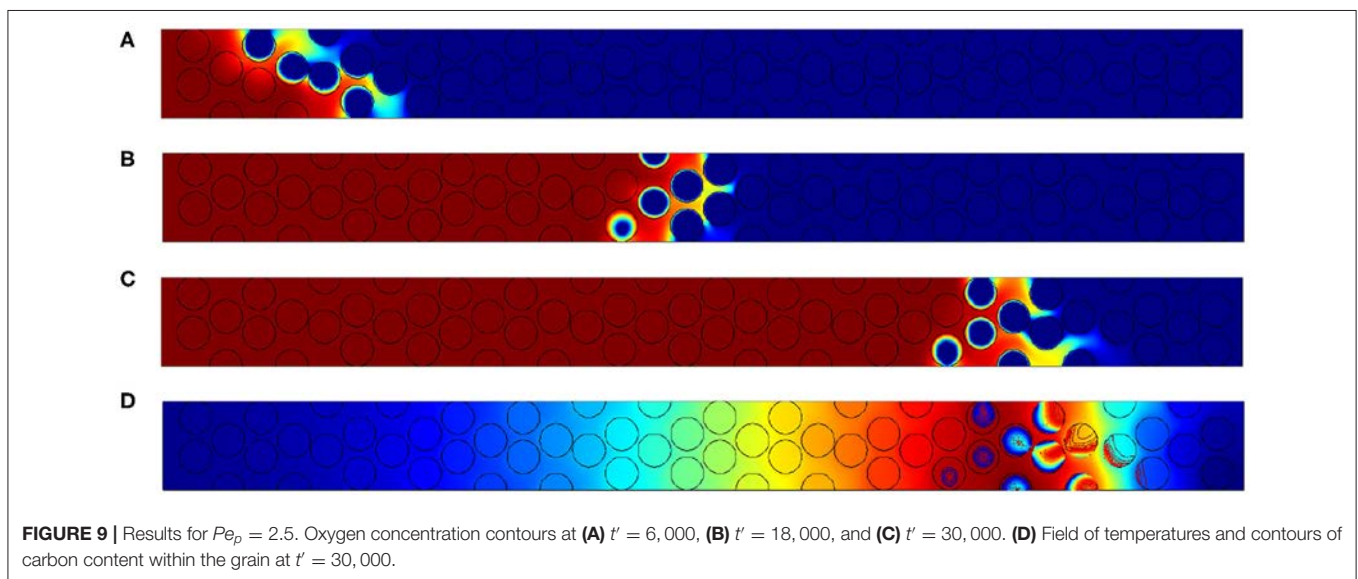 A
B
C
D
FIGURE 9 | Results for Peₚ = 2.5. Oxygen concentration contours at (A) t′ = 6,000, (B) t′ = 18,000, and (C) t′ = 30,000. (D) Field of temperatures and contours of
carbon content within the grain at t′ = 30,000.